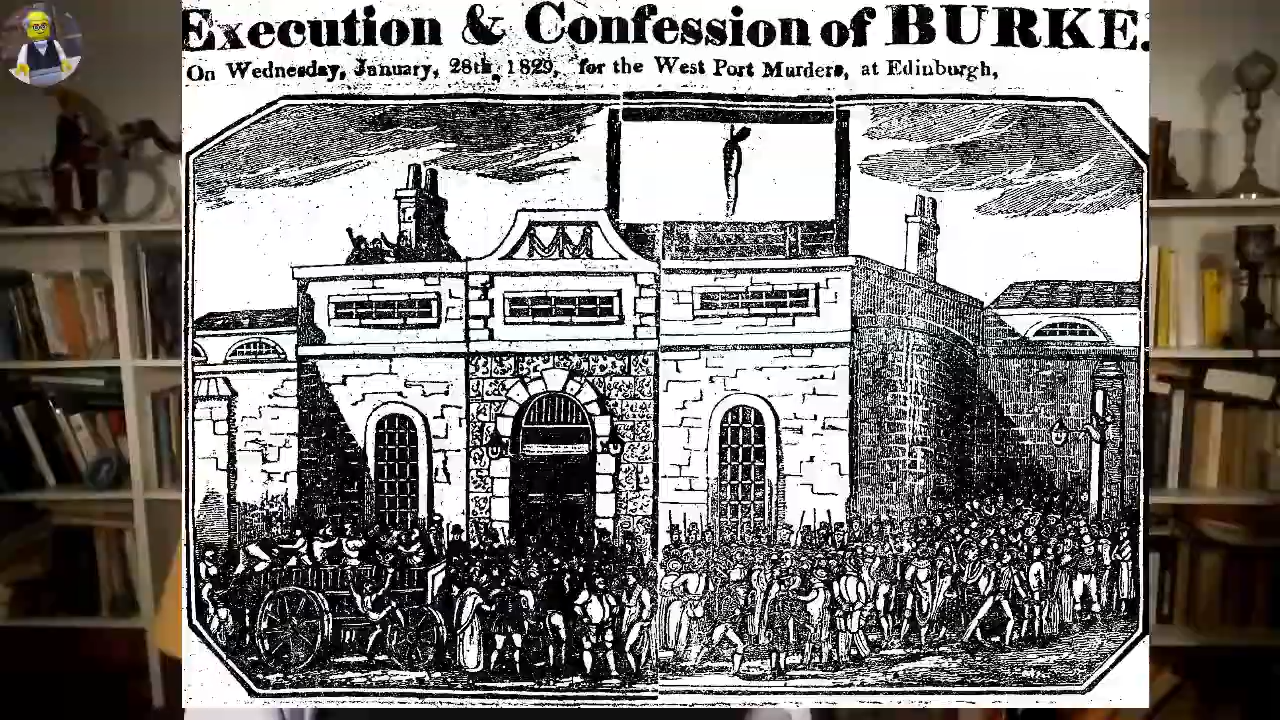 Execution & Confession of BURKE.
On Wednesday, January, 28th, 1829, for the West Port Murders, at Edinburgh,